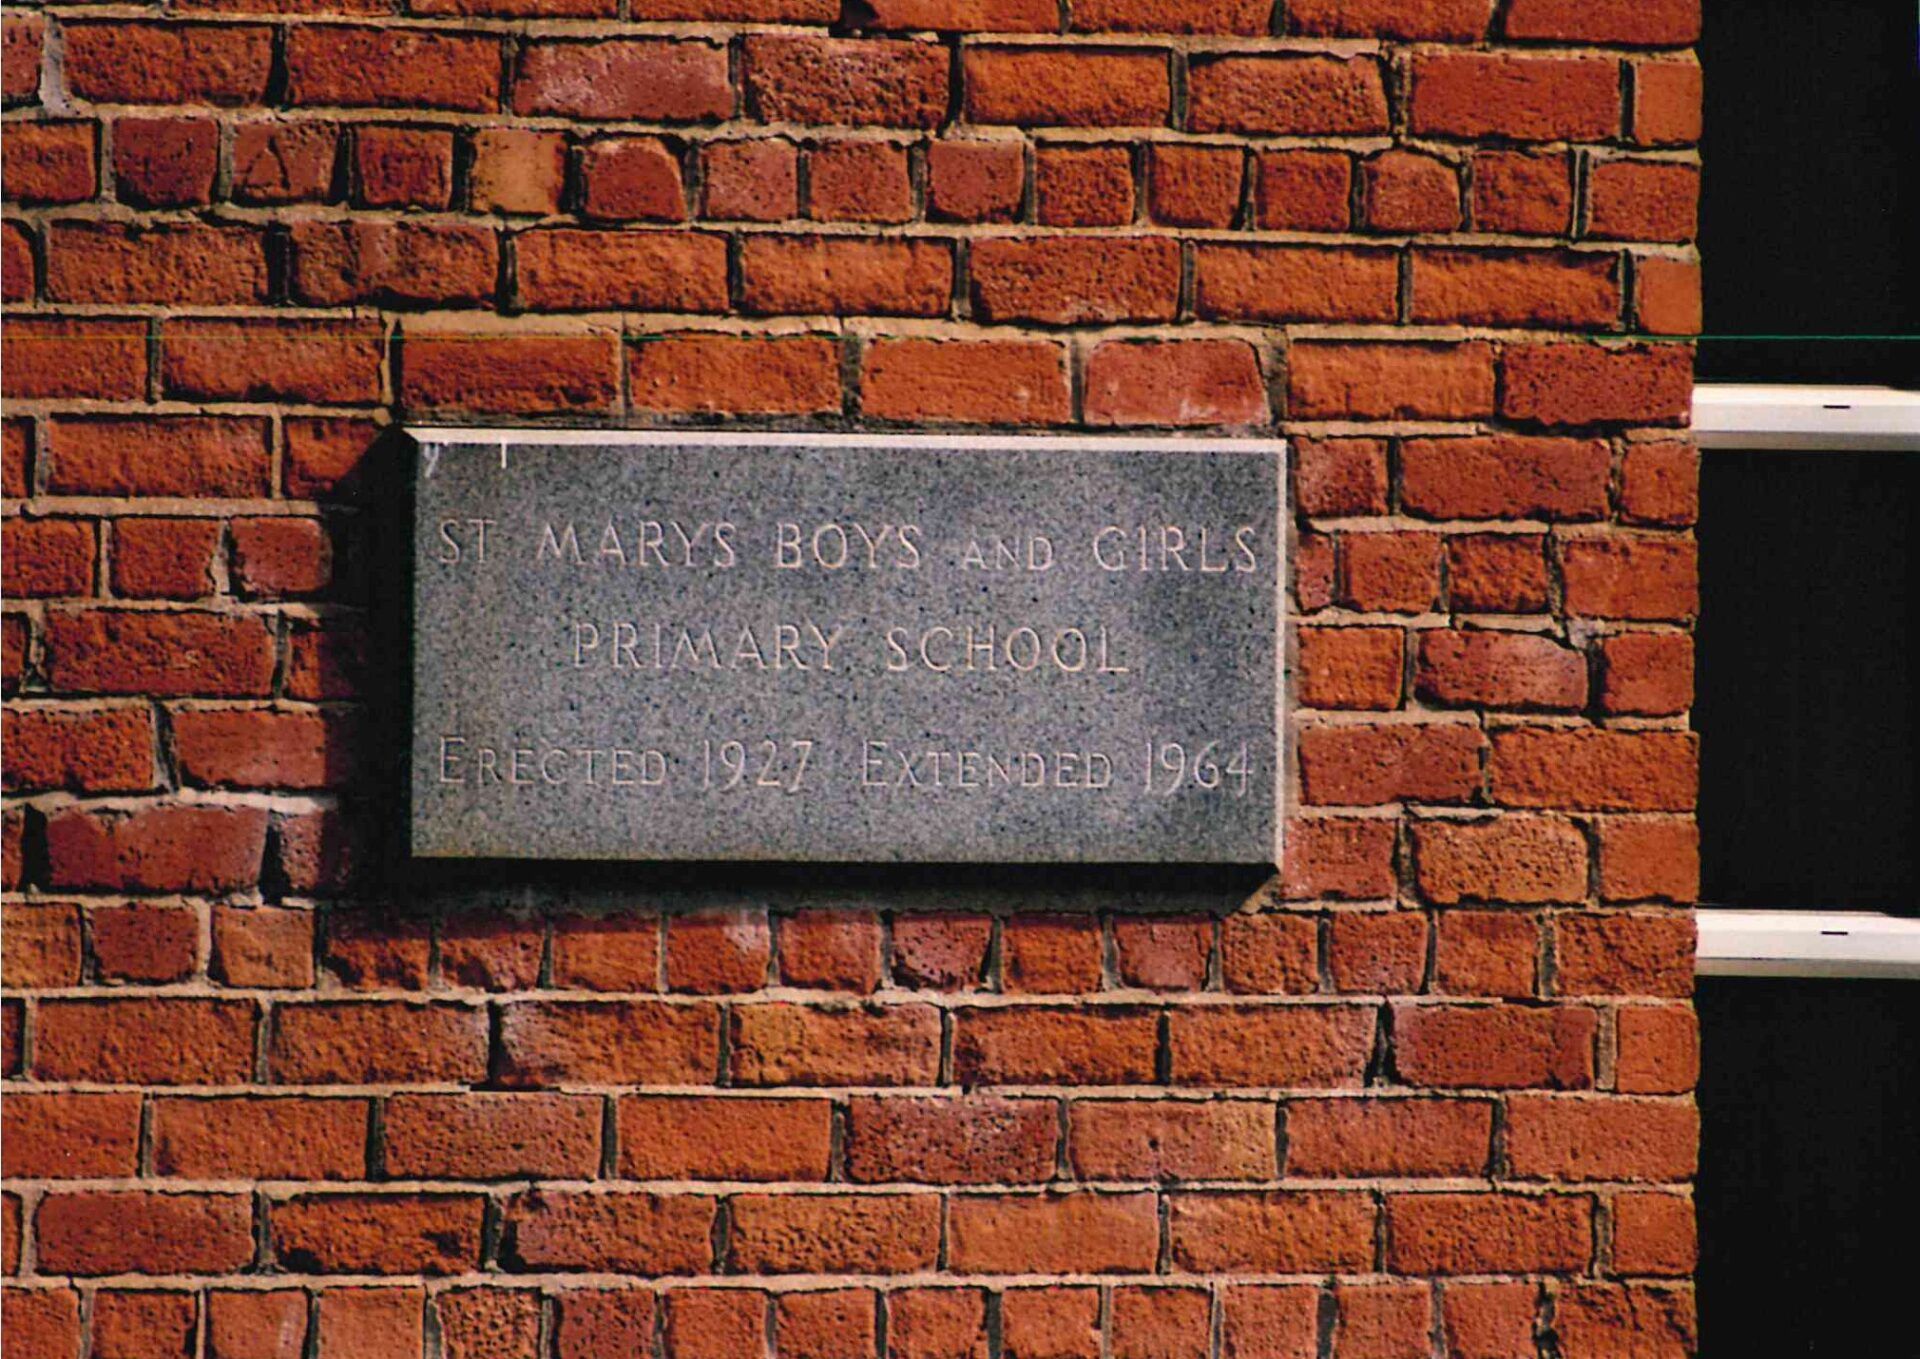 ST MARYS BOYS AND GIRLS
PRIMARY SCHOOL
ERECTED 1927 EXTENDED 1964